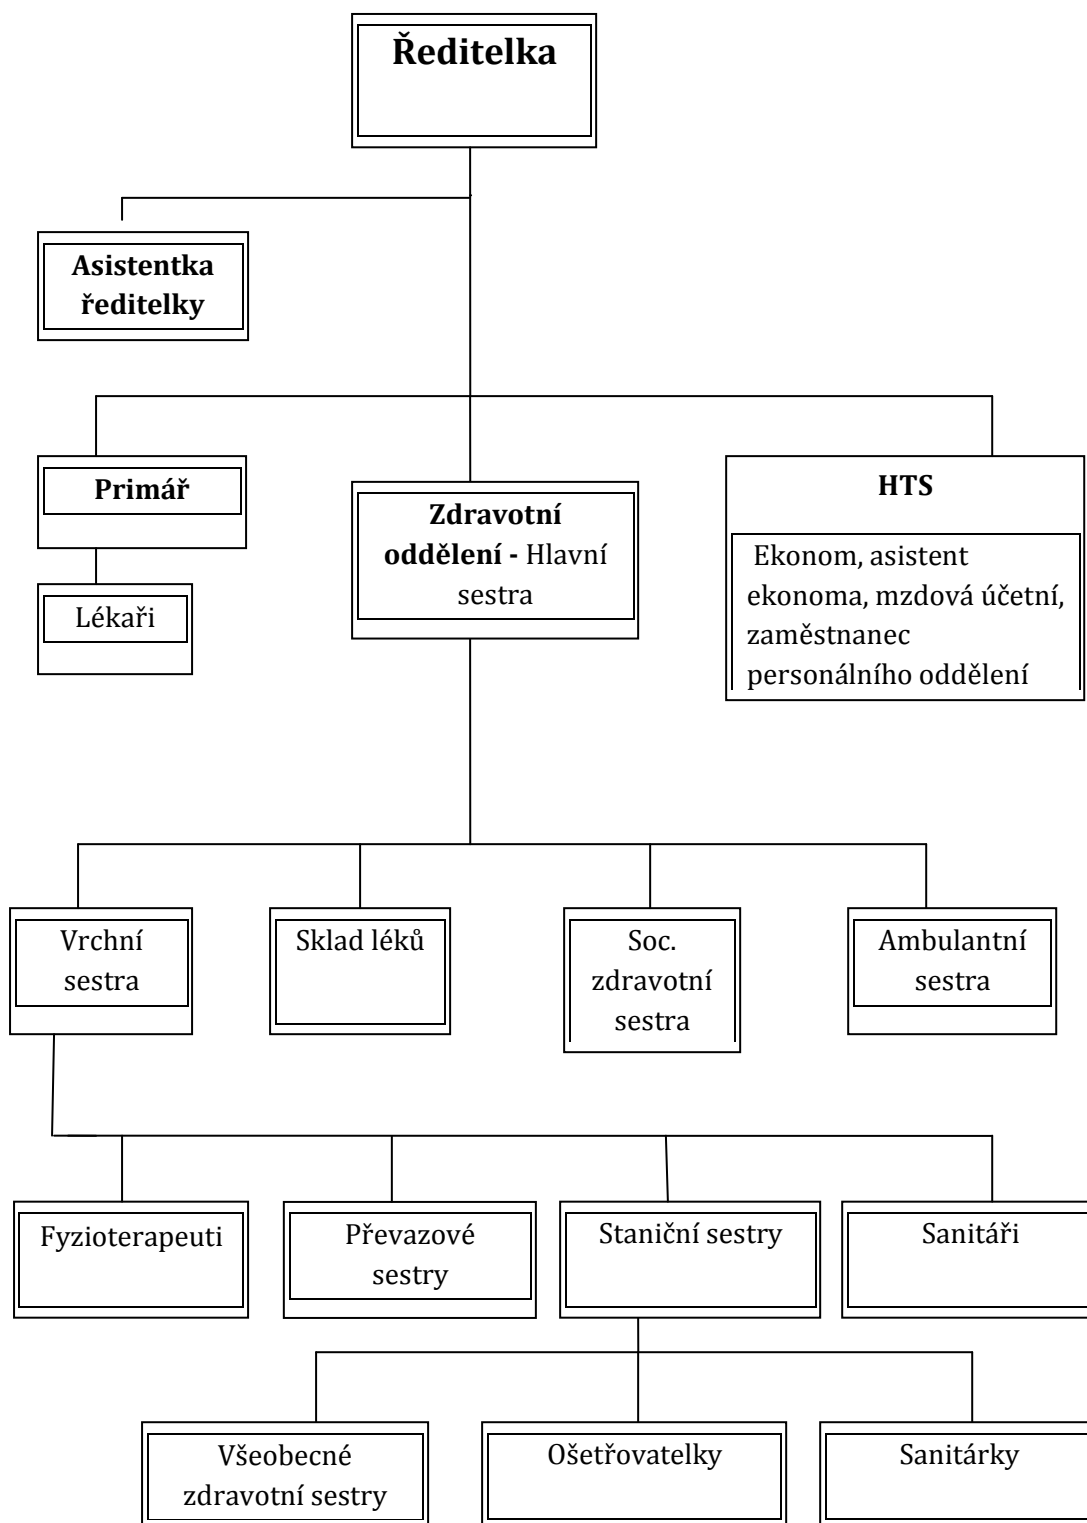 Ředitelka
Asistentka
ředitelky
Primář
Lékaři
Zdravotní
oddělení - Hlavní
sestra
HTS
Ekonom, asistent
ekonoma, mzdová účetní,
zaměstnanec
personálního oddělení
Vrchní
sestra
Sklad léků
Soc.
zdravotní
sestra
Ambulantní
sestra
Fyzioterapeuti
Převazové
sestry
Staniční sestry
Sanitáři
Všeobecné
zdravotní sestry
Ošetřovatelky
Sanitárky